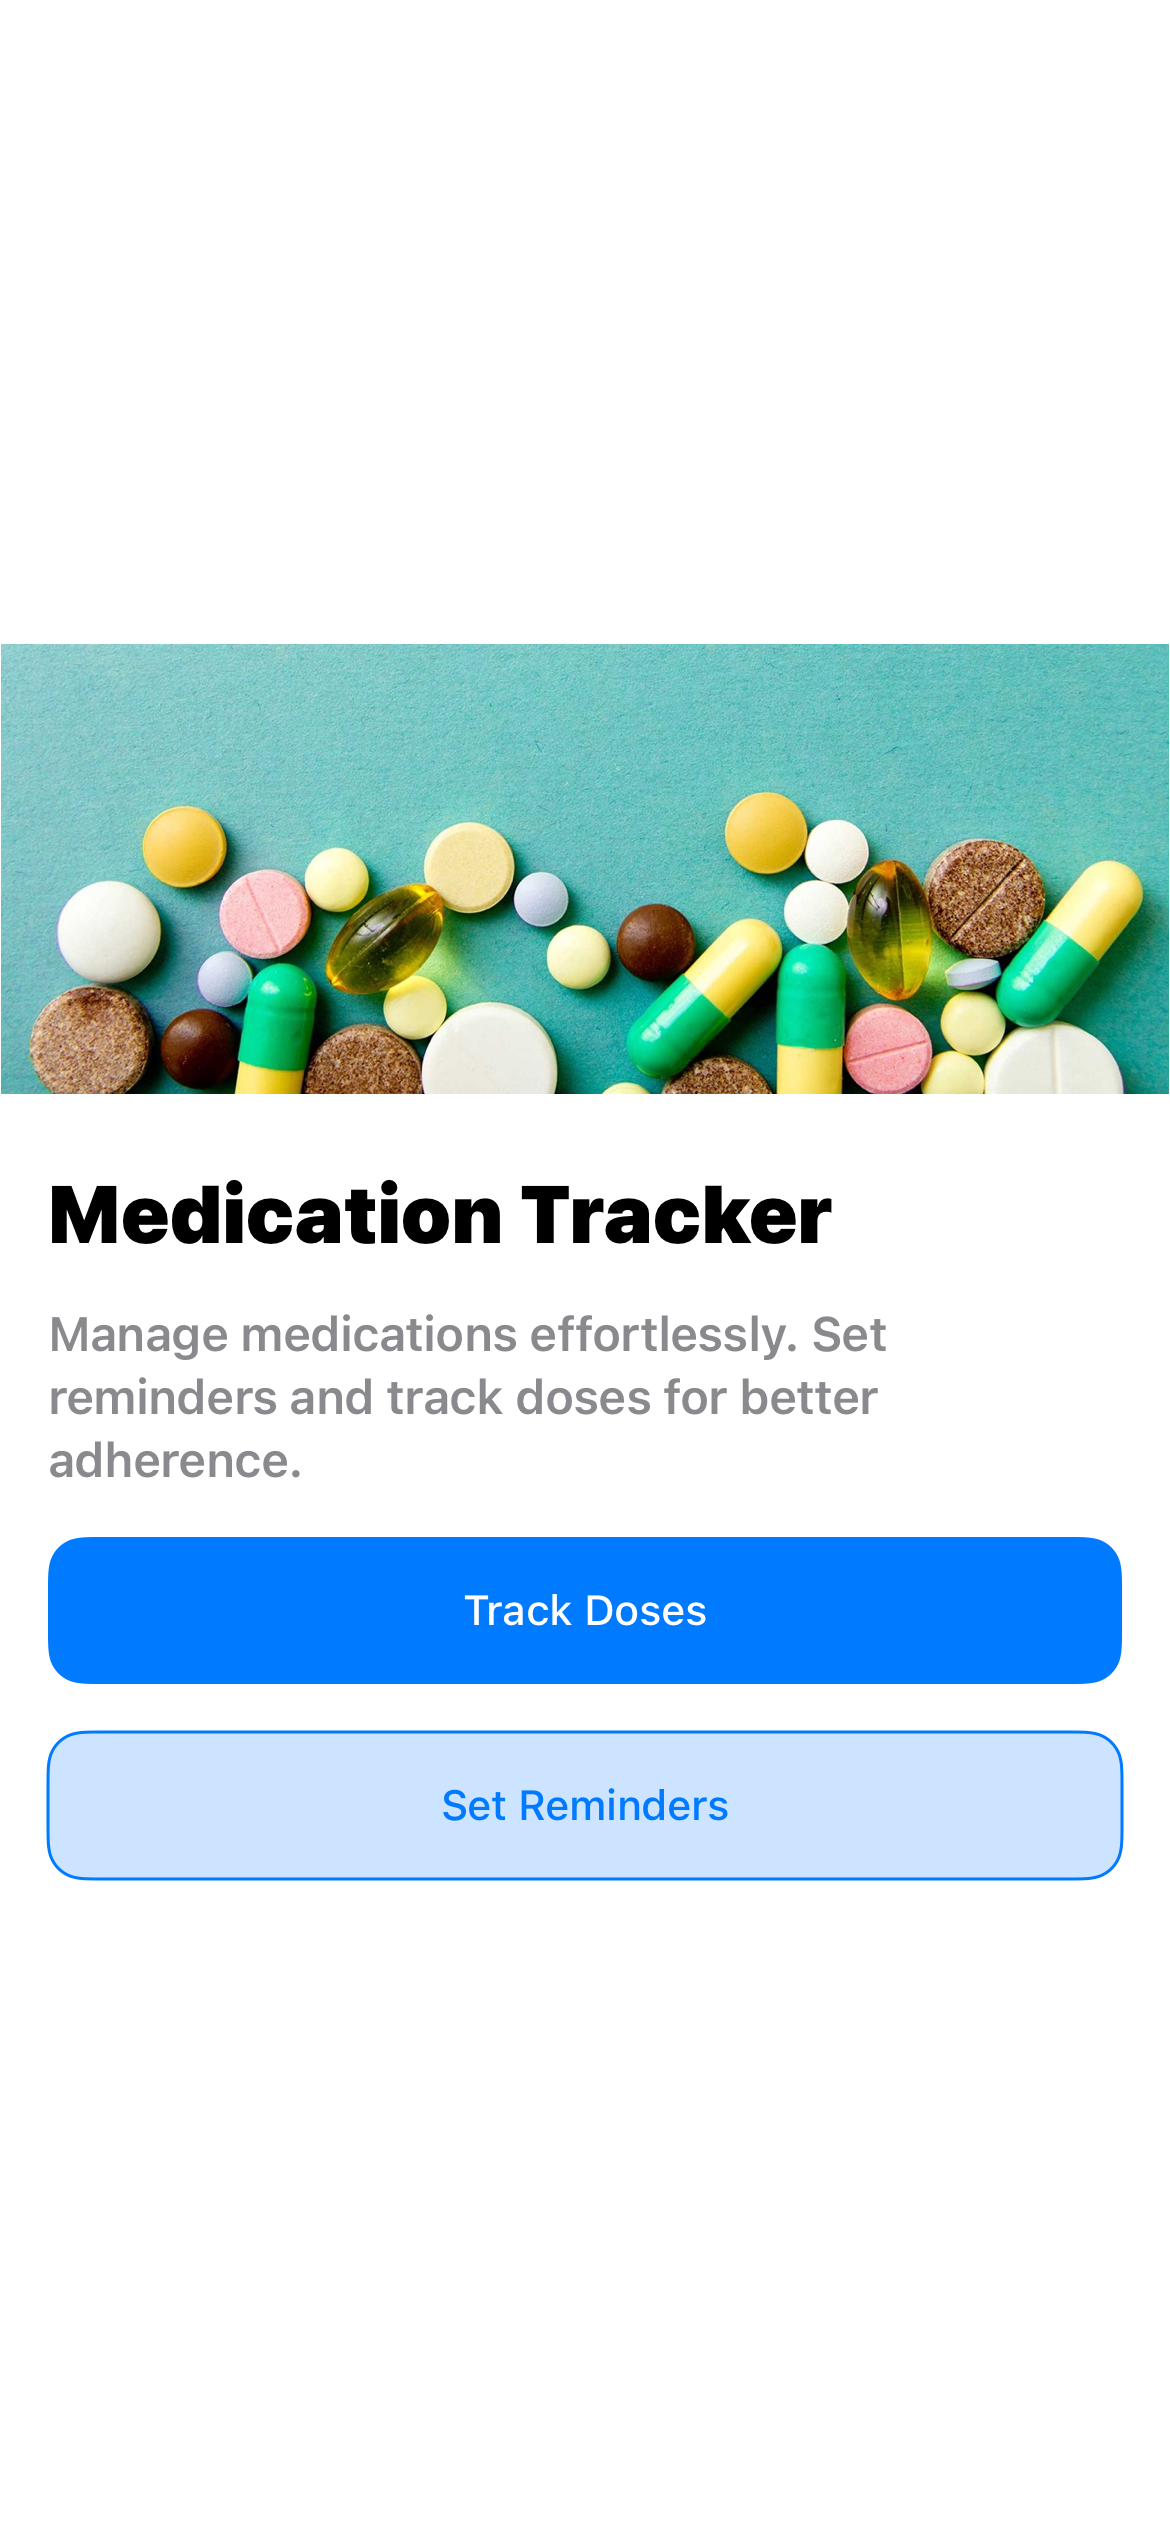 Medication Tracker
Manage medications effortlessly. Set
reminders and track doses for better
adherence.
Track Doses
Set Reminders